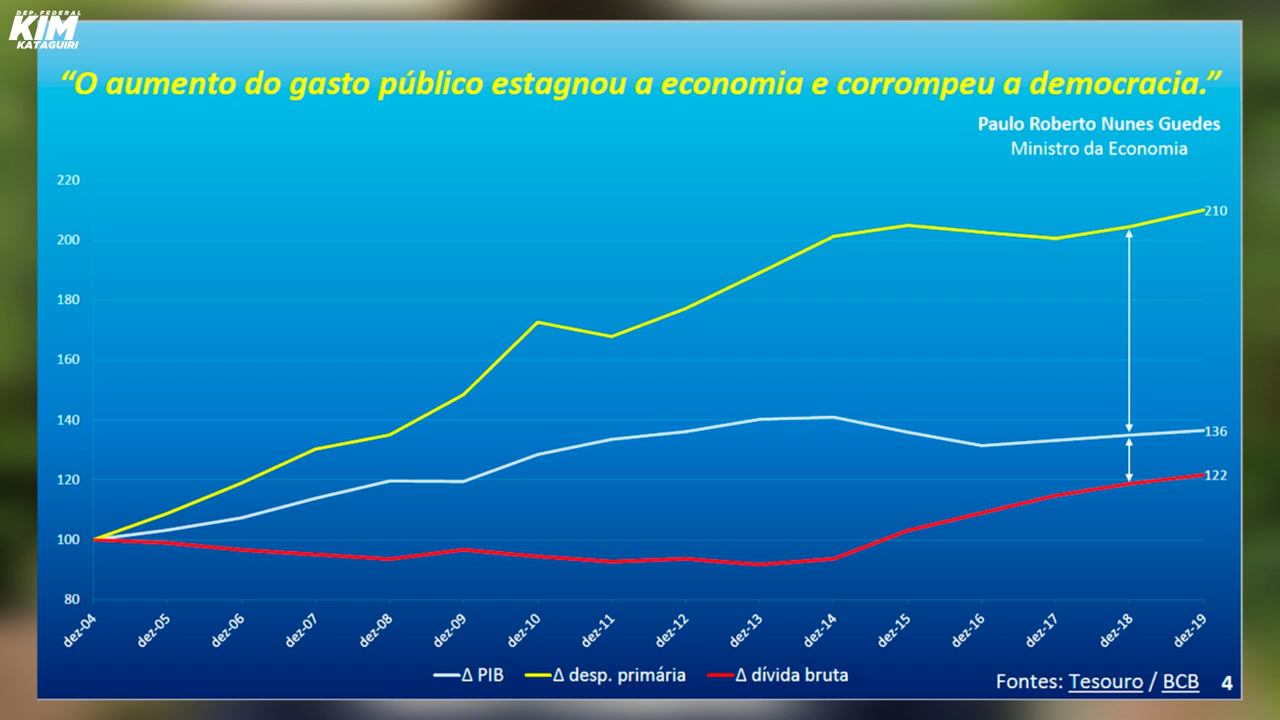 DEP. FEDERAL
KIM
KATAGUIRI
“O aumento do gasto público estagnou a economia e corrompeu a democracia.”
Paulo Roberto Nunes Guedes
Ministro da Economia
220
200
180
160
140
120
100
80
210
136
122
dez-04
dez-05
dez-06
dez-07
dez-08
dez-09
dez-10
dez-11
dez-12
dez-13
dez-14
dez-15
dez-16
dez-17
dez-18
dez-19
Δ PIB
Δ desp. primária
Δ dívida bruta
Fontes: Tesouro / BCB
4